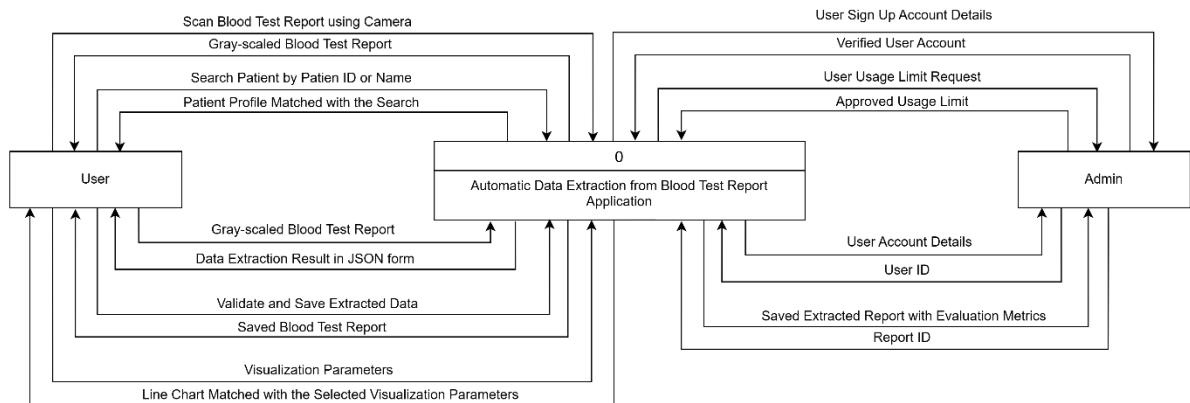 Scan Blood Test Report using Camera
Gray-scaled Blood Test Report
Search Patient by Patien ID or Name
Patient Profile Matched with the Search
User Sign Up Account Details
Verified User Account
User Usage Limit Request
Approved Usage Limit
User
0
Automatic Data Extraction from Blood Test Report
Application
Admin
Gray-scaled Blood Test Report
Data Extraction Result in JSON form
Validate and Save Extracted Data
Saved Blood Test Report
Visualization Parameters
Line Chart Matched with the Selected Visualization Parameters
User Account Details
User ID
Saved Extracted Report with Evaluation Metrics
Report ID